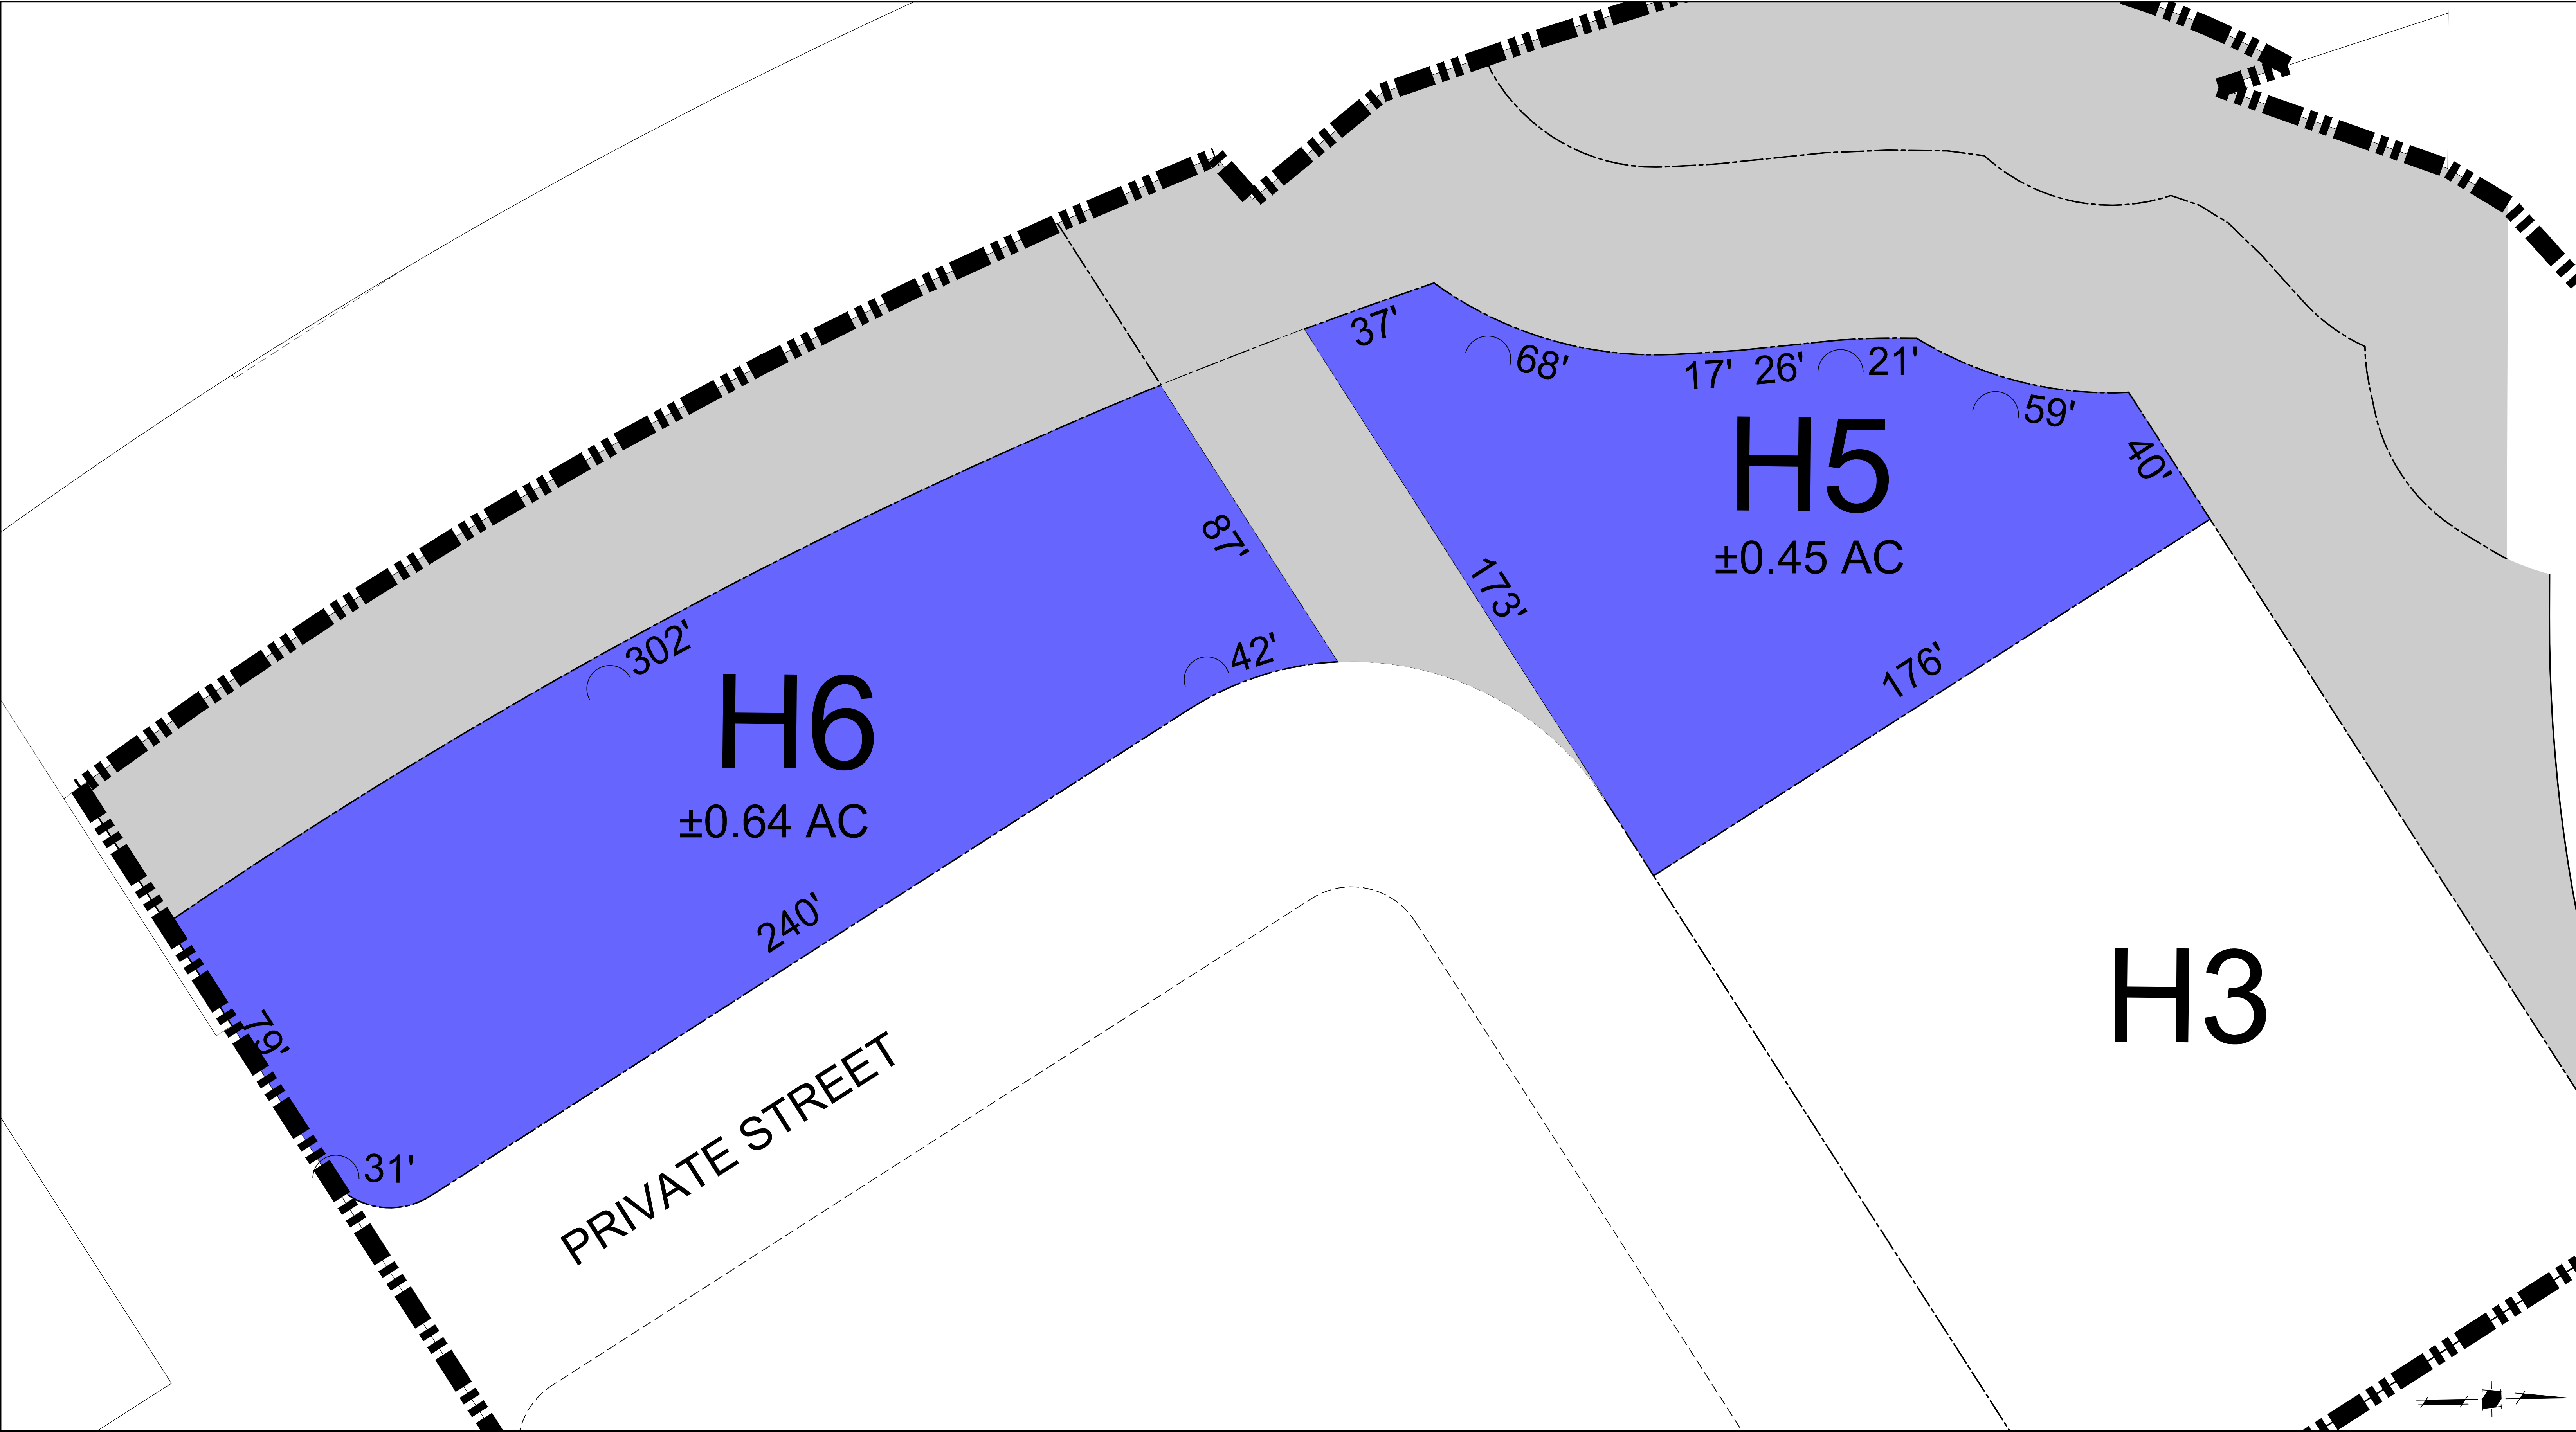 37'
68'
17'
26'
21'
59'
40'
H5
±0.45 AC
87'
173'
176'
302'
42'
H6
±0.64 AC
240'
79'
31'
PRIVATE STREET
H3